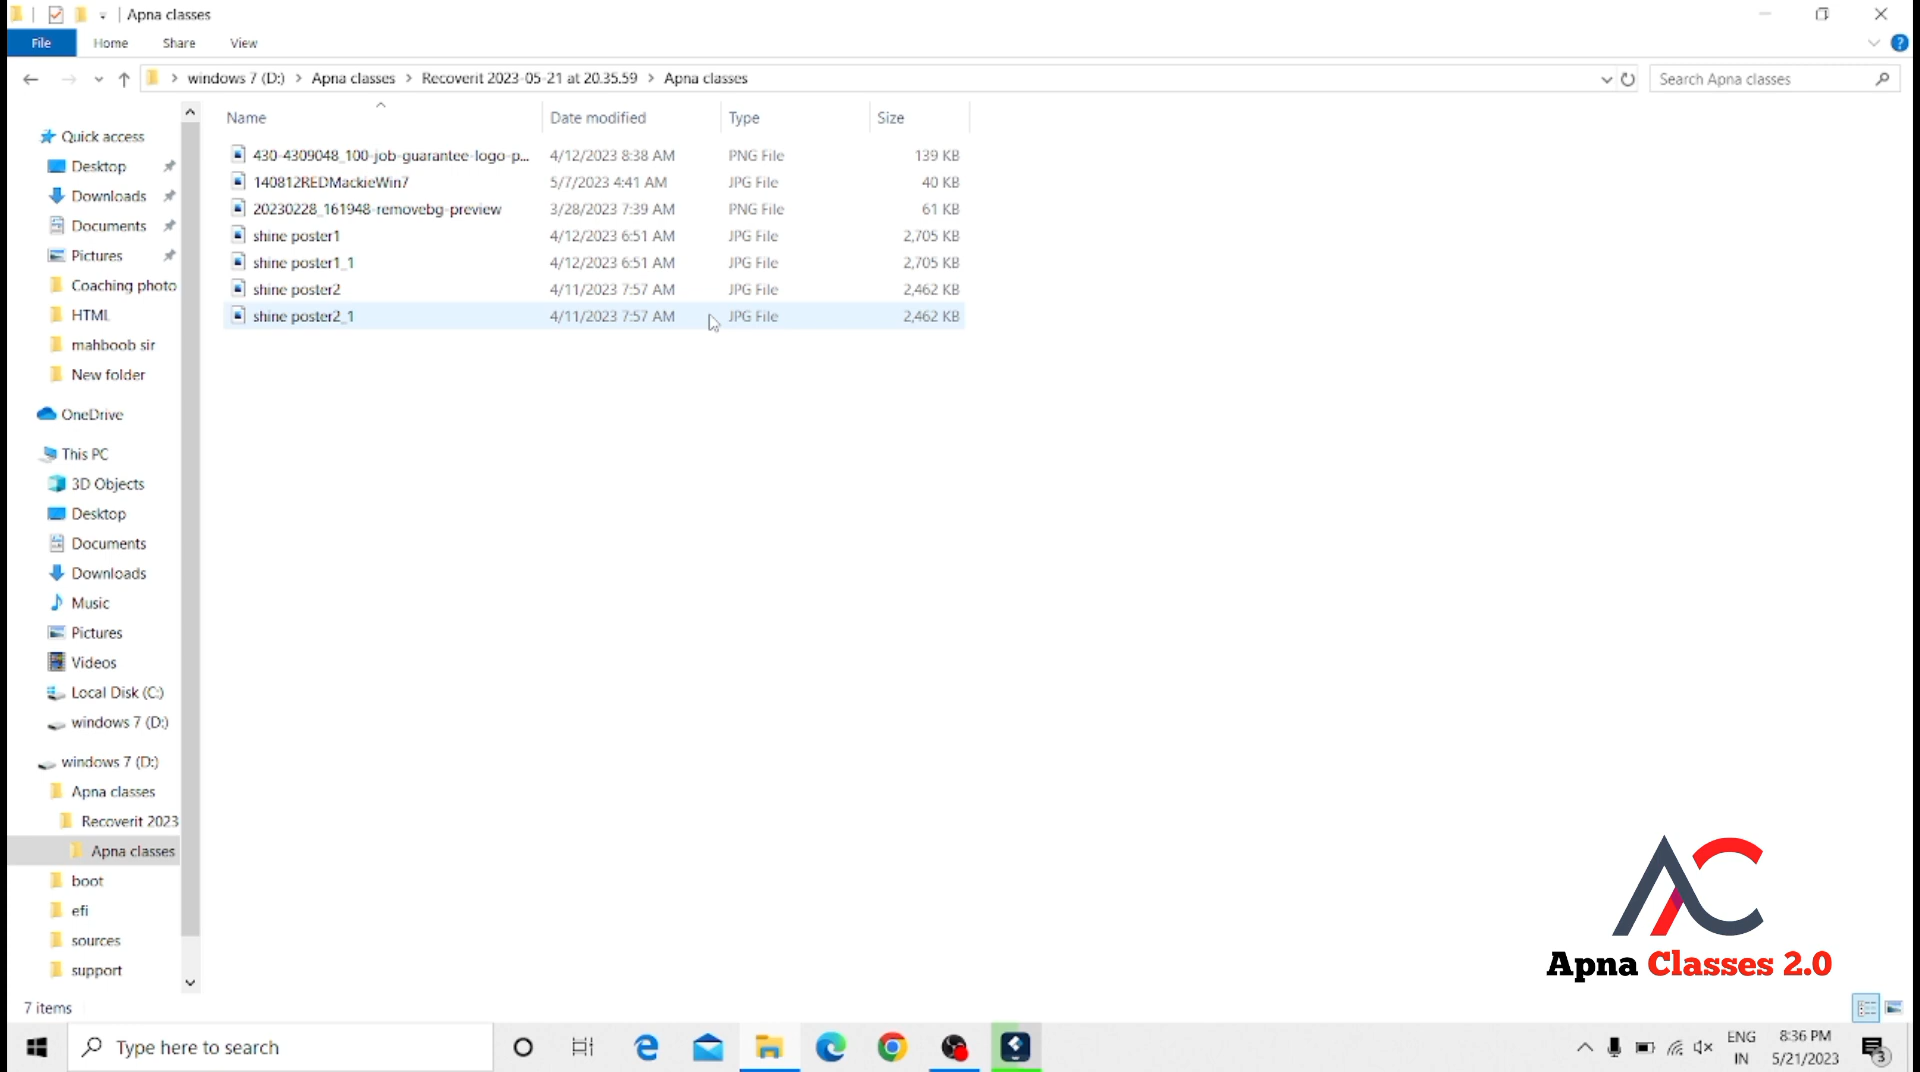 Apna classes
File Home Share View
windows 7 (D:) > Apna classes > Recoverit 2023-05-21 at 20.35.59 > Apna classes
Search Apna classes
Name Date modified Type Size
430-4309048_100-job-guarantee-logo-p... 4/12/2023 8:38 AM PNG File 139 KB
140812REDMackieWin7 5/7/2023 4:41 AM JPG File 40 KB
20230228_161948-removebg-preview 3/28/2023 7:39 AM PNG File 61 KB
shine poster1 4/12/2023 6:51 AM JPG File 2,705 KB
shine poster1_1 4/12/2023 6:51 AM JPG File 2,705 KB
shine poster2 4/11/2023 7:57 AM JPG File 2,462 KB
shine poster2_1 4/11/2023 7:57 AM JPG File 2,462 KB
Quick access
Desktop
Downloads
Documents
Pictures
Coaching photo
HTML
mahboob sir
New folder
OneDrive
This PC
3D Objects
Desktop
Documents
Downloads
Music
Pictures
Videos
Local Disk (C:)
windows 7 (D:)
windows 7 (D:)
Apna classes
Recoverit 2023
Apna classes
boot
efi
sources
support
AC
Apna Classes 2.0
7 items
Type here to search
ENG
IN
8:36 PM
5/21/2023
3